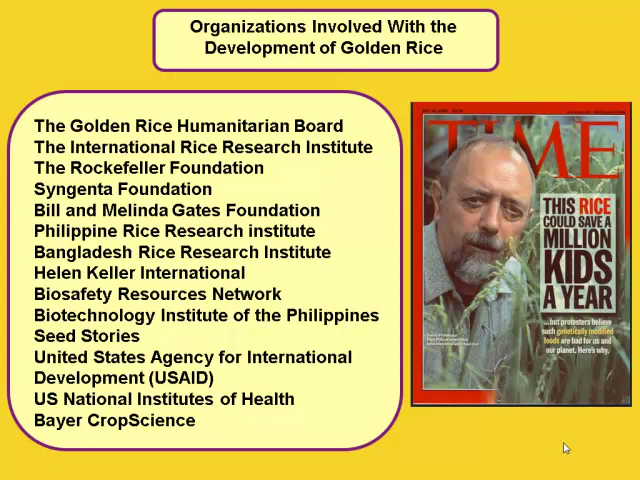 Organizations Involved With the
Development of Golden Rice
The Golden Rice Humanitarian Board
The International Rice Research Institute
The Rockefeller Foundation
Syngenta Foundation
Bill and Melinda Gates Foundation
Philippine Rice Research institute
Bangladesh Rice Research Institute
Helen Keller International
Biosafety Resources Network
Biotechnology Institute of the Philippines
Seed Stories
United States Agency for International
Development (USAID)
US National Institutes of Health
Bayer CropScience
TIME
THIS RICE
COULD SAVE A
MILLION
KIDS
A YEAR
...but protesters believe
such genetically modified
foods are bad for us and
our planet. Here's why.